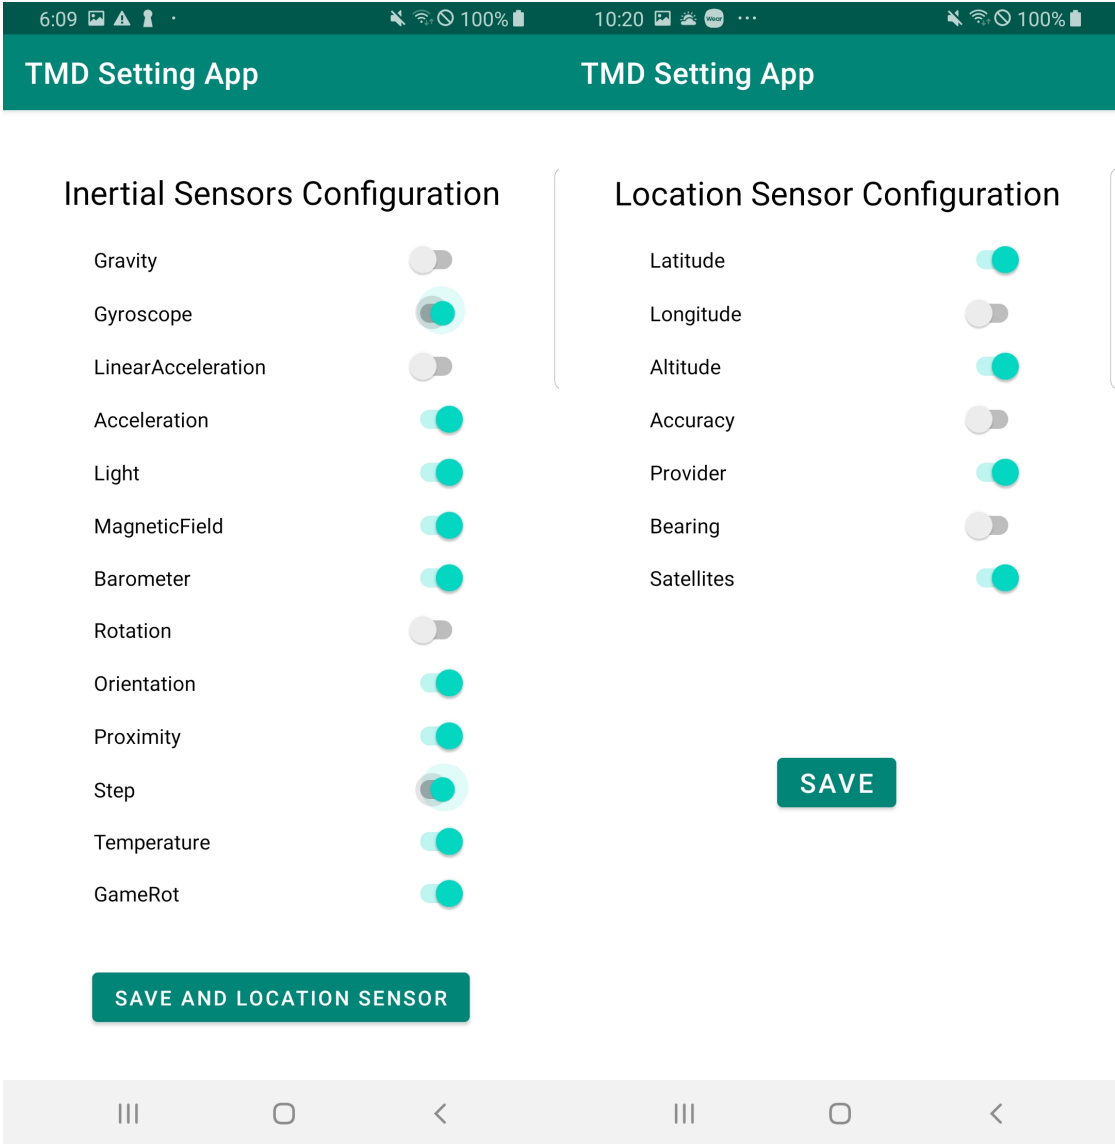 6:09 100%
TMD Setting App
Inertial Sensors Configuration
Gravity
Gyroscope
LinearAcceleration
Acceleration
Light
MagneticField
Barometer
Rotation
Orientation
Proximity
Step
Temperature
GameRot
SAVE AND LOCATION SENSOR
10:20 Wear 100%
TMD Setting App
Location Sensor Configuration
Latitude
Longitude
Altitude
Accuracy
Provider
Bearing
Satellites
SAVE